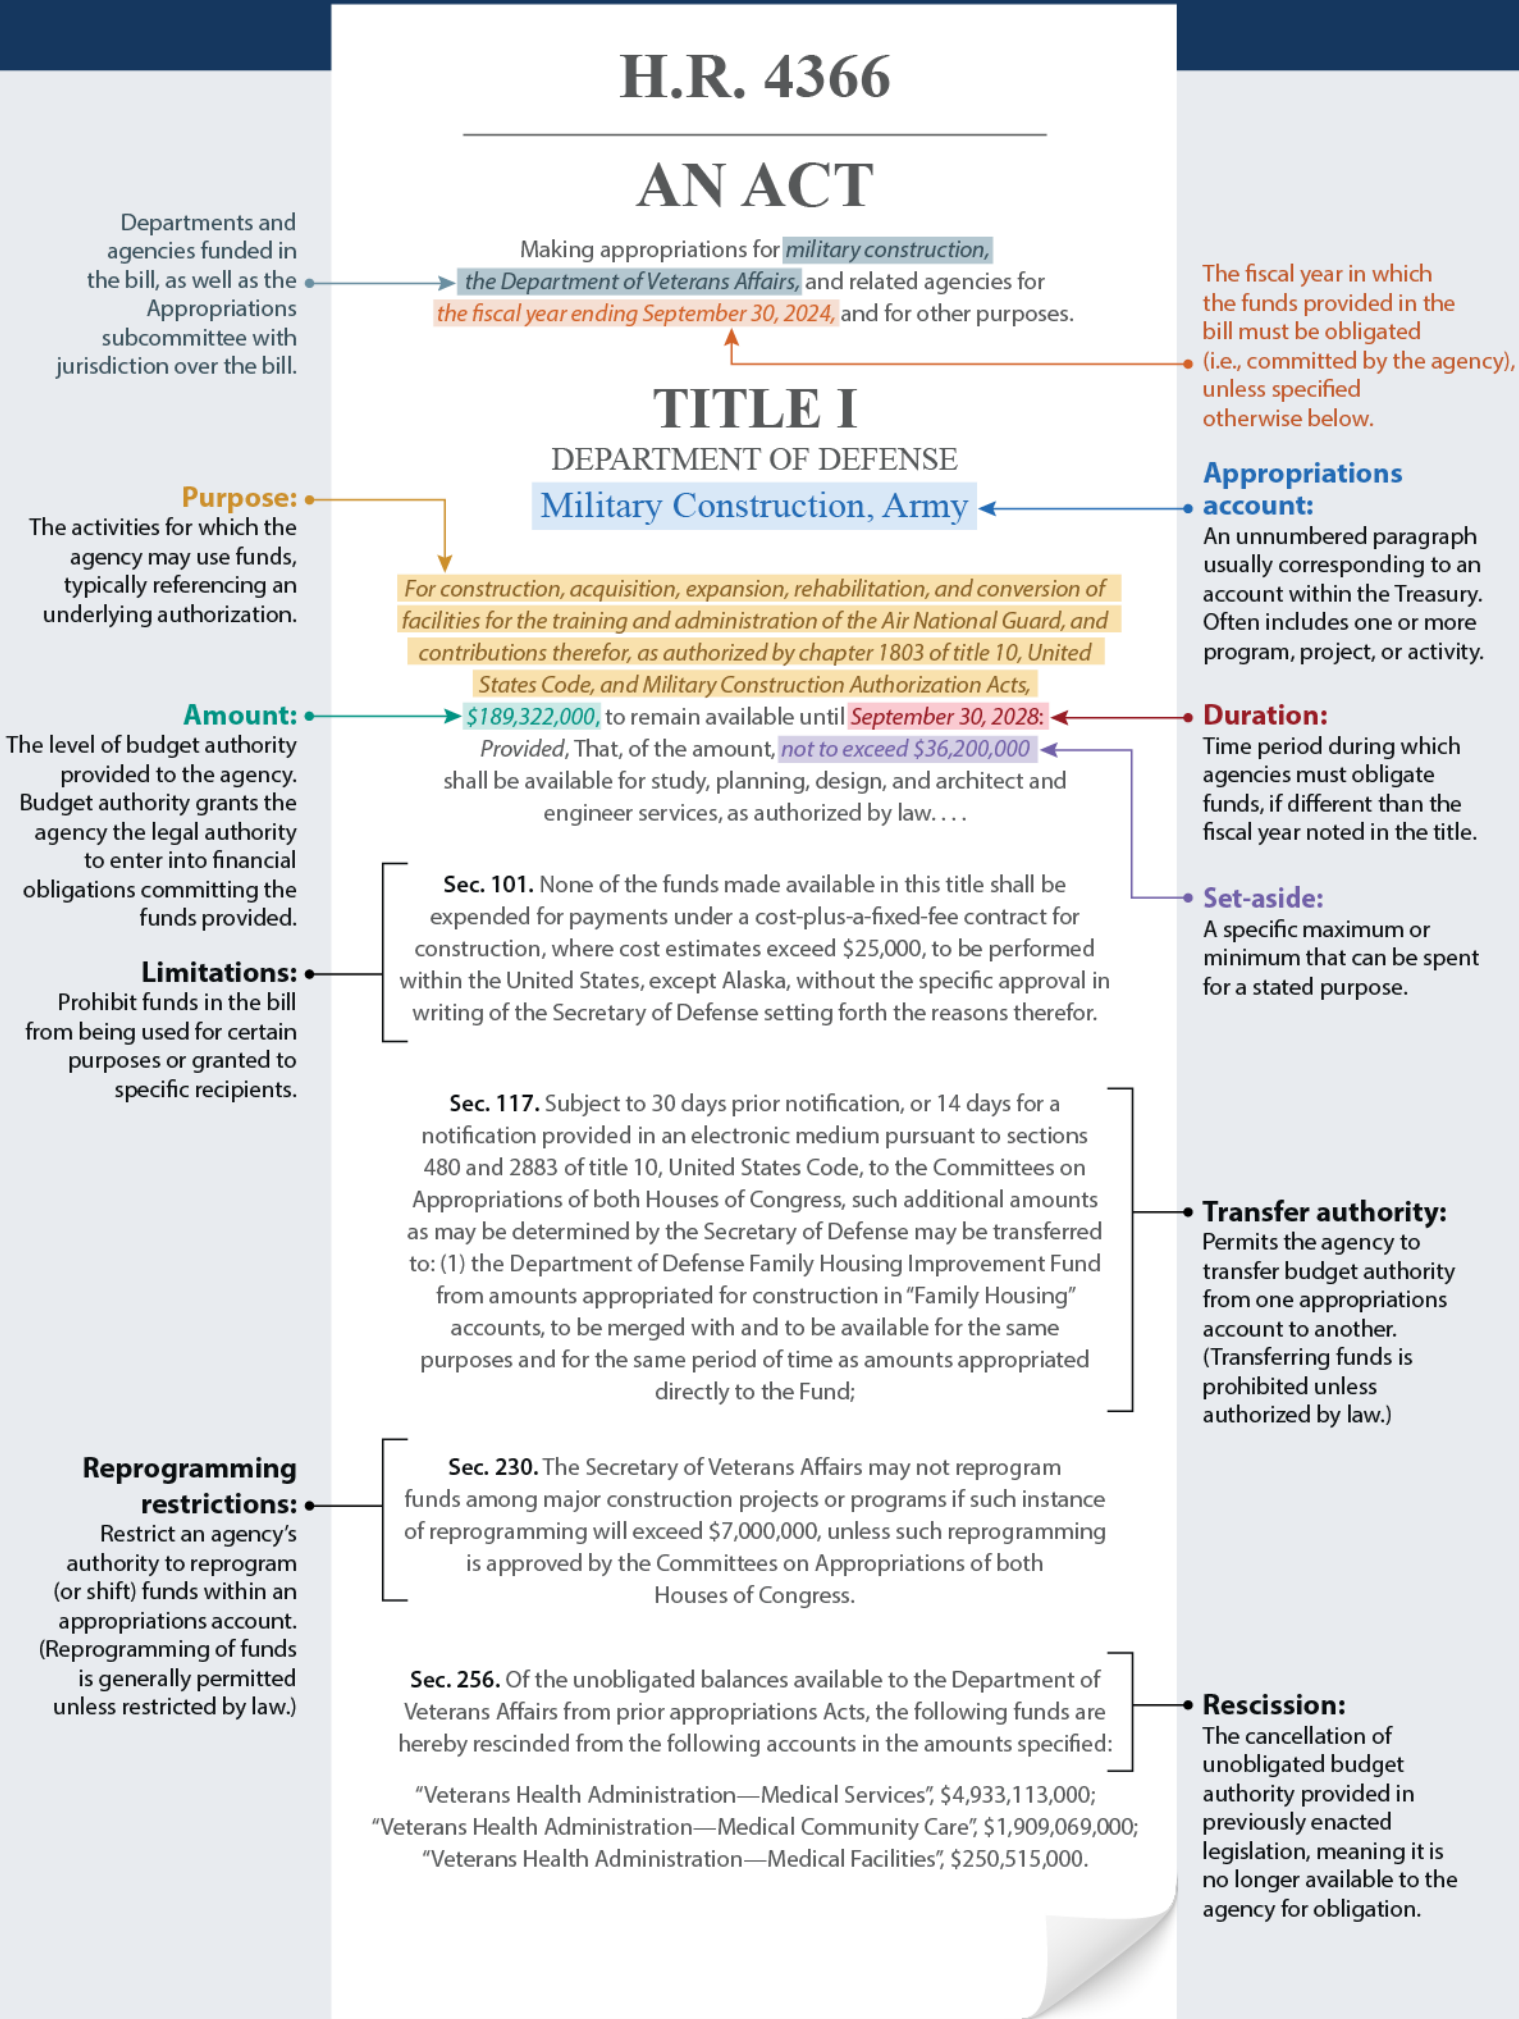 H.R. 4366
AN ACT
Departments and
agencies funded in
the bill, as well as the
Appropriations
subcommittee with
jurisdiction over the bill.
Making appropriations for military construction,
the Department of Veterans Affairs, and related agencies for
the fiscal year ending September 30, 2024, and for other purposes.
The fiscal year in which
the funds provided in the
bill must be obligated
(i.e., committed by the agency),
unless specified
otherwise below.
TITLE I
DEPARTMENT OF DEFENSE
Military Construction, Army
Appropriations
account:
An unnumbered paragraph
usually corresponding to an
account within the Treasury.
Often includes one or more
program, project, or activity.
Purpose:
The activities for which the
agency may use funds,
typically referencing an
underlying authorization.
For construction, acquisition, expansion, rehabilitation, and conversion of
facilities for the training and administration of the Air National Guard, and
contributions therefor, as authorized by chapter 1803 of title 10, United
States Code, and Military Construction Authorization Acts,
$189,322,000, to remain available until September 30, 2028:
Provided, That, of the amount, not to exceed $36,200,000
shall be available for study, planning, design, and architect and
engineer services, as authorized by law. . . .
Amount:
The level of budget authority
provided to the agency.
Budget authority grants the
agency the legal authority
to enter into financial
obligations committing the
funds provided.
Duration:
Time period during which
agencies must obligate
funds, if different than the
fiscal year noted in the title.
Set-aside:
A specific maximum or
minimum that can be spent
for a stated purpose.
Limitations:
Prohibit funds in the bill
from being used for certain
purposes or granted to
specific recipients.
Sec. 101. None of the funds made available in this title shall be
expended for payments under a cost-plus-a-fixed-fee contract for
construction, where cost estimates exceed $25,000, to be performed
within the United States, except Alaska, without the specific approval in
writing of the Secretary of Defense setting forth the reasons therefor.
Sec. 117. Subject to 30 days prior notification, or 14 days for a
notification provided in an electronic medium pursuant to sections
480 and 2883 of title 10, United States Code, to the Committees on
Appropriations of both Houses of Congress, such additional amounts
as may be determined by the Secretary of Defense may be transferred
to: (1) the Department of Defense Family Housing Improvement Fund
from amounts appropriated for construction in “Family Housing”
accounts, to be merged with and to be available for the same
purposes and for the same period of time as amounts appropriated
directly to the Fund;
Transfer authority:
Permits the agency to
transfer budget authority
from one appropriations
account to another.
(Transferring funds is
prohibited unless
authorized by law.)
Reprogramming
restrictions:
Restrict an agency’s
authority to reprogram
(or shift) funds within an
appropriations account.
(Reprogramming of funds
is generally permitted
unless restricted by law.)
Sec. 230. The Secretary of Veterans Affairs may not reprogram
funds among major construction projects or programs if such instance
of reprogramming will exceed $7,000,000, unless such reprogramming
is approved by the Committees on Appropriations of both
Houses of Congress.
Sec. 256. Of the unobligated balances available to the Department of
Veterans Affairs from prior appropriations Acts, the following funds are
hereby rescinded from the following accounts in the amounts specified:
“Veterans Health Administration—Medical Services”, $4,933,113,000;
“Veterans Health Administration—Medical Community Care”, $1,909,069,000;
“Veterans Health Administration—Medical Facilities”, $250,515,000.
Rescission:
The cancellation of
unobligated budget
authority provided in
previously enacted
legislation, meaning it is
no longer available to the
agency for obligation.